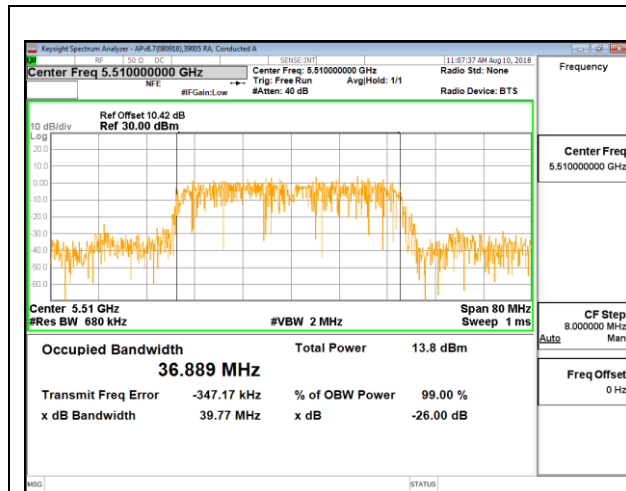 Keysight Spectrum Analyzer - APv8.7(080918),39005 RA, Conducted A
RF 50 Ω DC SENSE:INT 11:07:37 AM Aug 10, 2018
Center Freq 5.510000000 GHz
NFE
#IFGain:Low
Center Freq: 5.510000000 GHz
Trig: Free Run Avg|Hold: 1/1
#Atten: 40 dB
Radio Std: None
Radio Device: BTS
Frequency
Ref Offset 10.42 dB
10 dB/div Ref 30.00 dBm
Log
20.0
10.0
0.00
-10.0
-20.0
-30.0
-40.0
-50.0
-60.0
Center 5.51 GHz Span 80 MHz
#Res BW 680 kHz #VBW 2 MHz Sweep 1 ms
Center Freq
5.510000000 GHz
CF Step
8.000000 MHz
Auto Man
Freq Offset
0 Hz
Occupied Bandwidth Total Power 13.8 dBm
36.889 MHz
Transmit Freq Error -347.17 kHz % of OBW Power 99.00 %
x dB Bandwidth 39.77 MHz x dB -26.00 dB
MSG STATUS